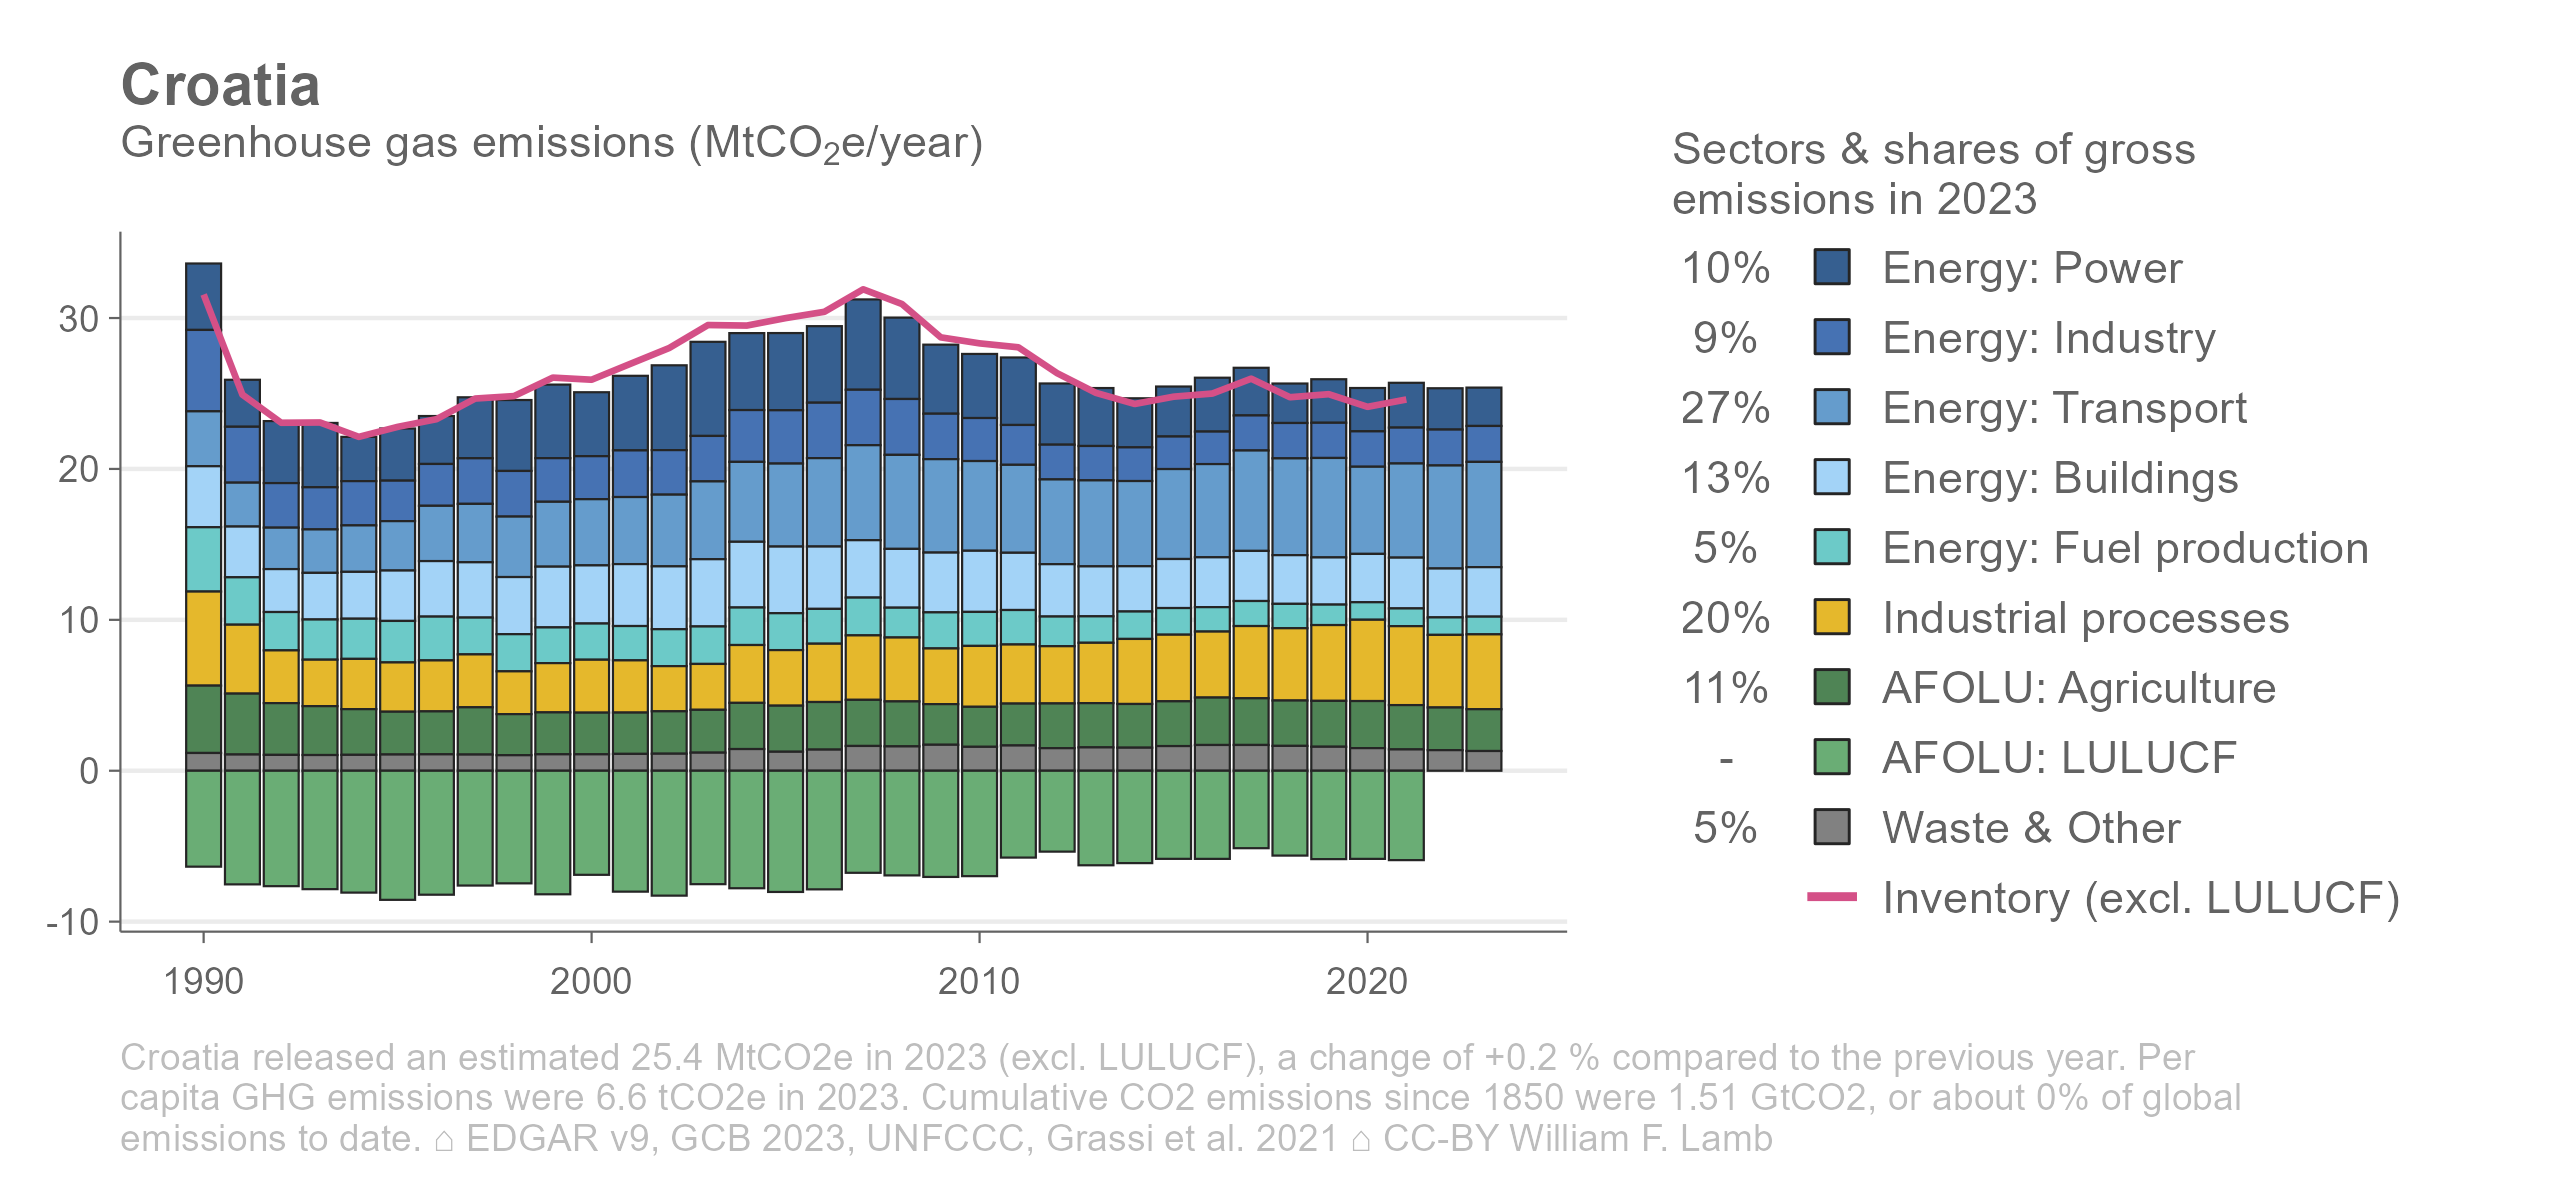 Croatia
Greenhouse gas emissions (MtCO₂e/year)
Sectors & shares of gross
emissions in 2023
10% Energy: Power
9% Energy: Industry
27% Energy: Transport
13% Energy: Buildings
5% Energy: Fuel production
20% Industrial processes
11% AFOLU: Agriculture
- AFOLU: LULUCF
5% Waste & Other
Inventory (excl. LULUCF)
30
20
10
0
-10
1990 2000 2010 2020
Croatia released an estimated 25.4 MtCO2e in 2023 (excl. LULUCF), a change of +0.2 % compared to the previous year. Per
capita GHG emissions were 6.6 tCO2e in 2023. Cumulative CO2 emissions since 1850 were 1.51 GtCO2, or about 0% of global
emissions to date. ⌂ EDGAR v9, GCB 2023, UNFCCC, Grassi et al. 2021 ⌂ CC-BY William F. Lamb